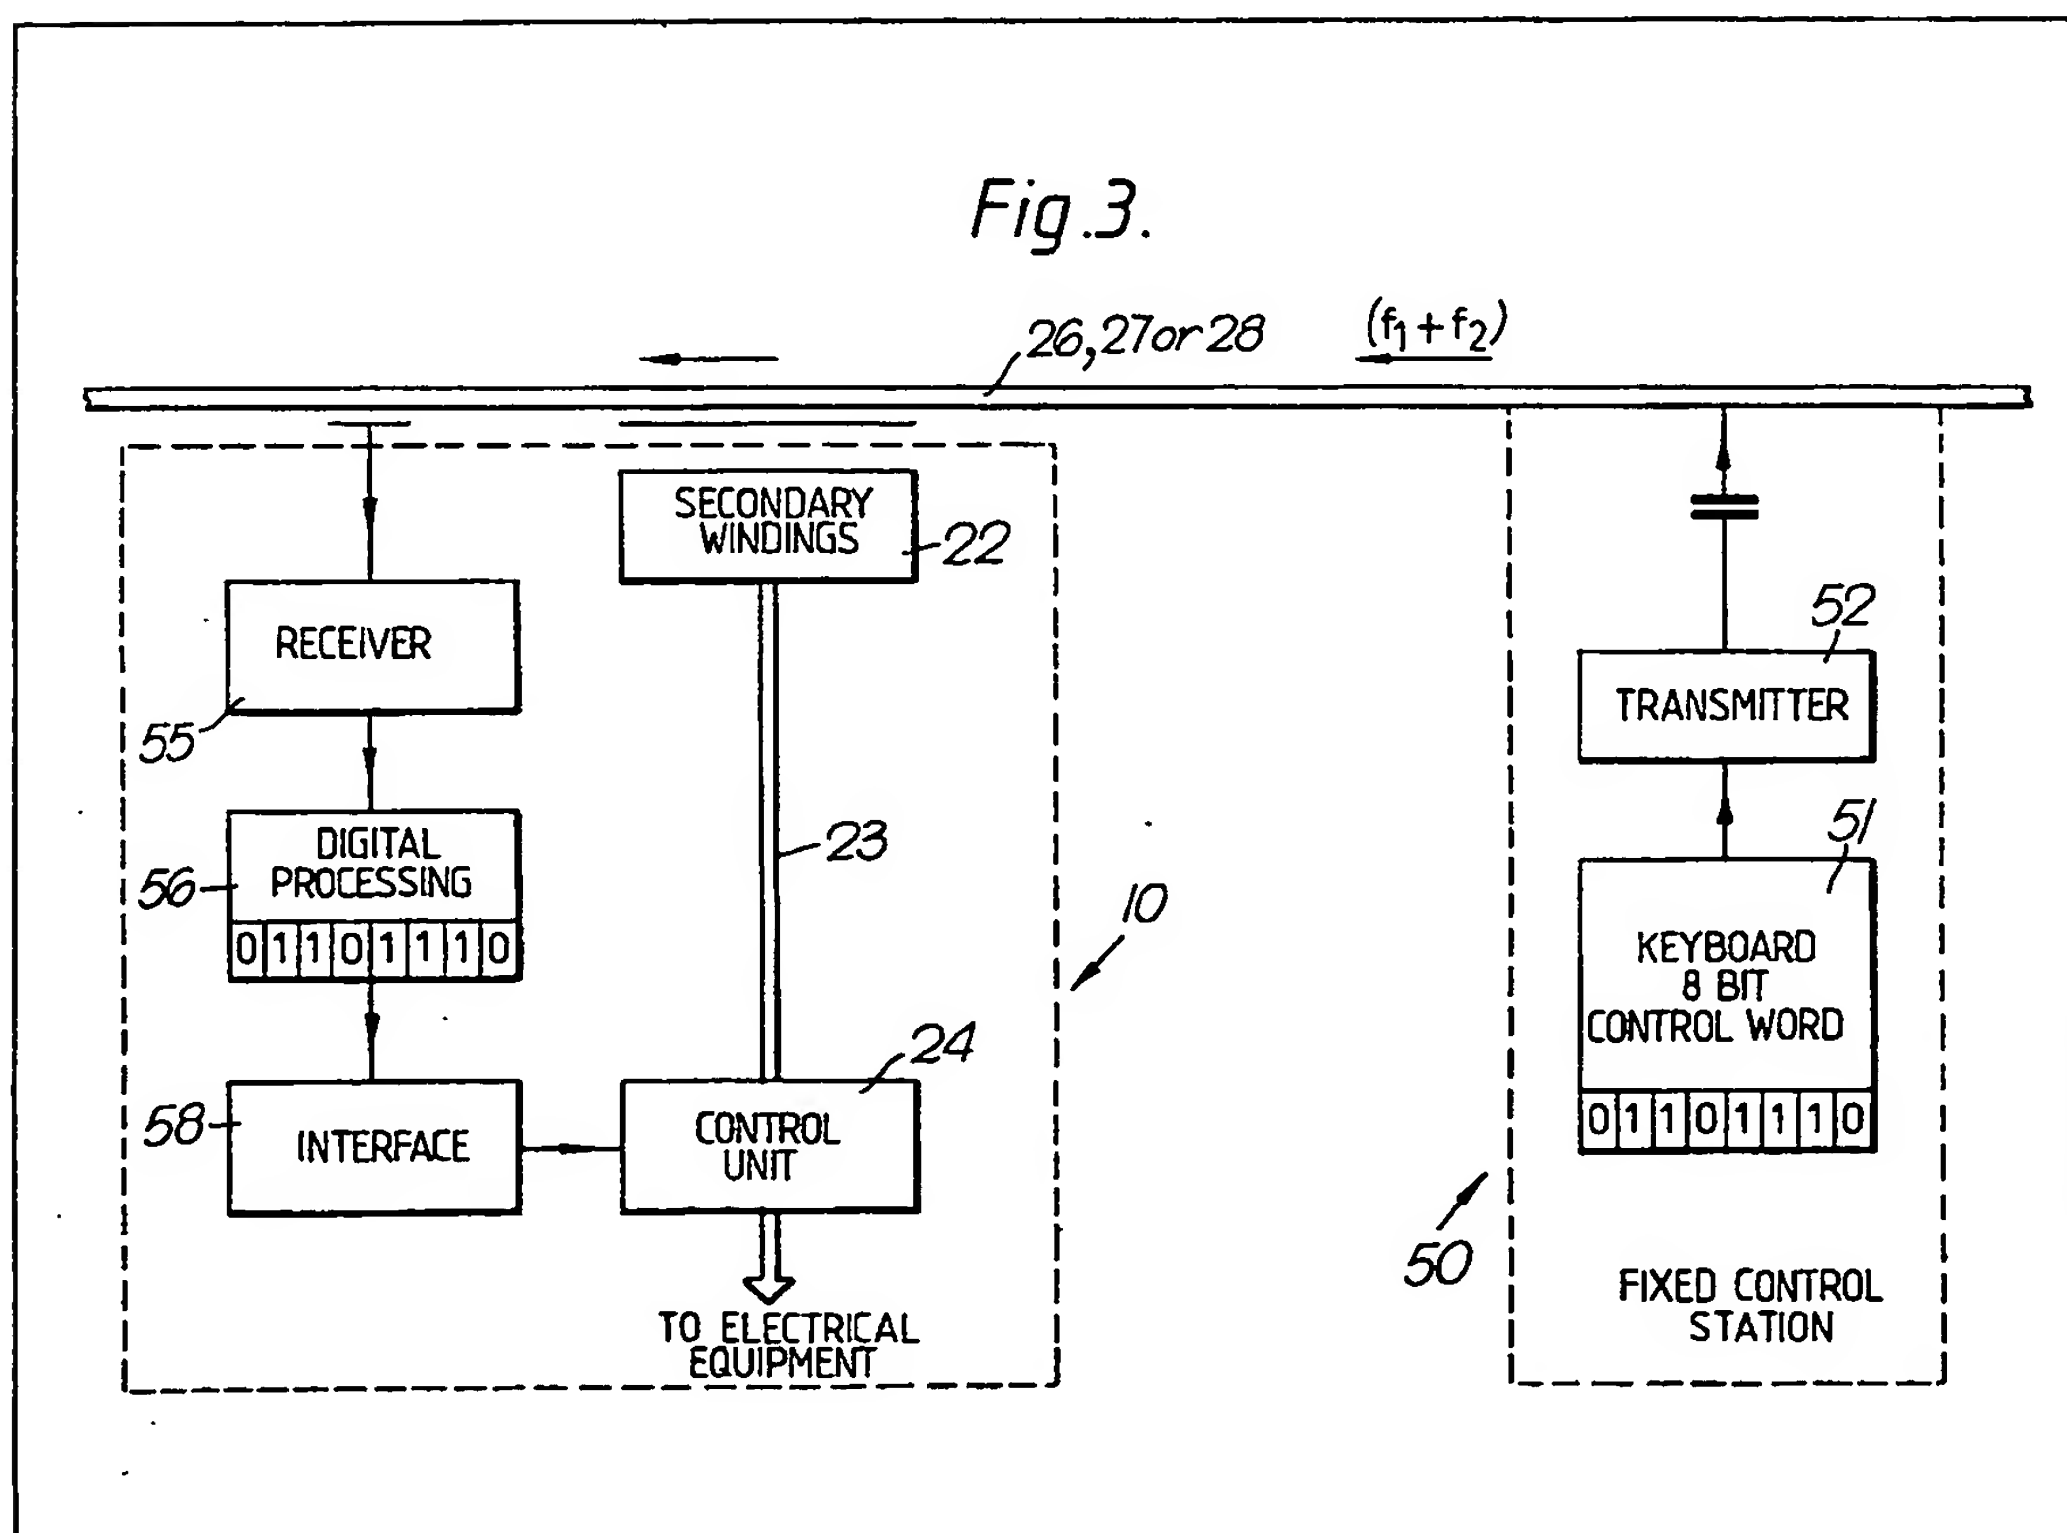 Fig.3.
26, 27 or 28
(f1 + f2)
SECONDARY
WINDINGS
22
RECEIVER
55
52
TRANSMITTER
DIGITAL
PROCESSING
56
0 1 1 0 1 1 1 0
23
10
51
KEYBOARD
8 BIT
CONTROL WORD
0 1 1 0 1 1 1 0
24
58
INTERFACE
CONTROL
UNIT
50
TO ELECTRICAL
EQUIPMENT
FIXED CONTROL
STATION